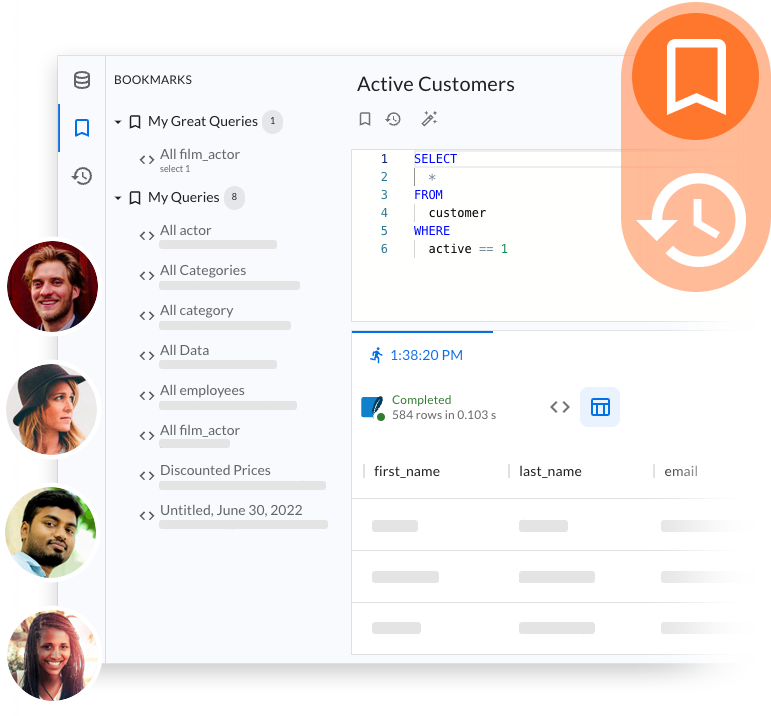 BOOKMARKS
My Great Queries 1
All film_actor
select 1
My Queries 8
All actor
All Categories
All category
All Data
All employees
All film_actor
Discounted Prices
Untitled, June 30, 2022
Active Customers
1 SELECT
2 *
3 FROM
4 customer
5 WHERE
6 active == 1
1:38:20 PM
Completed
584 rows in 0.103 s
first_name last_name email